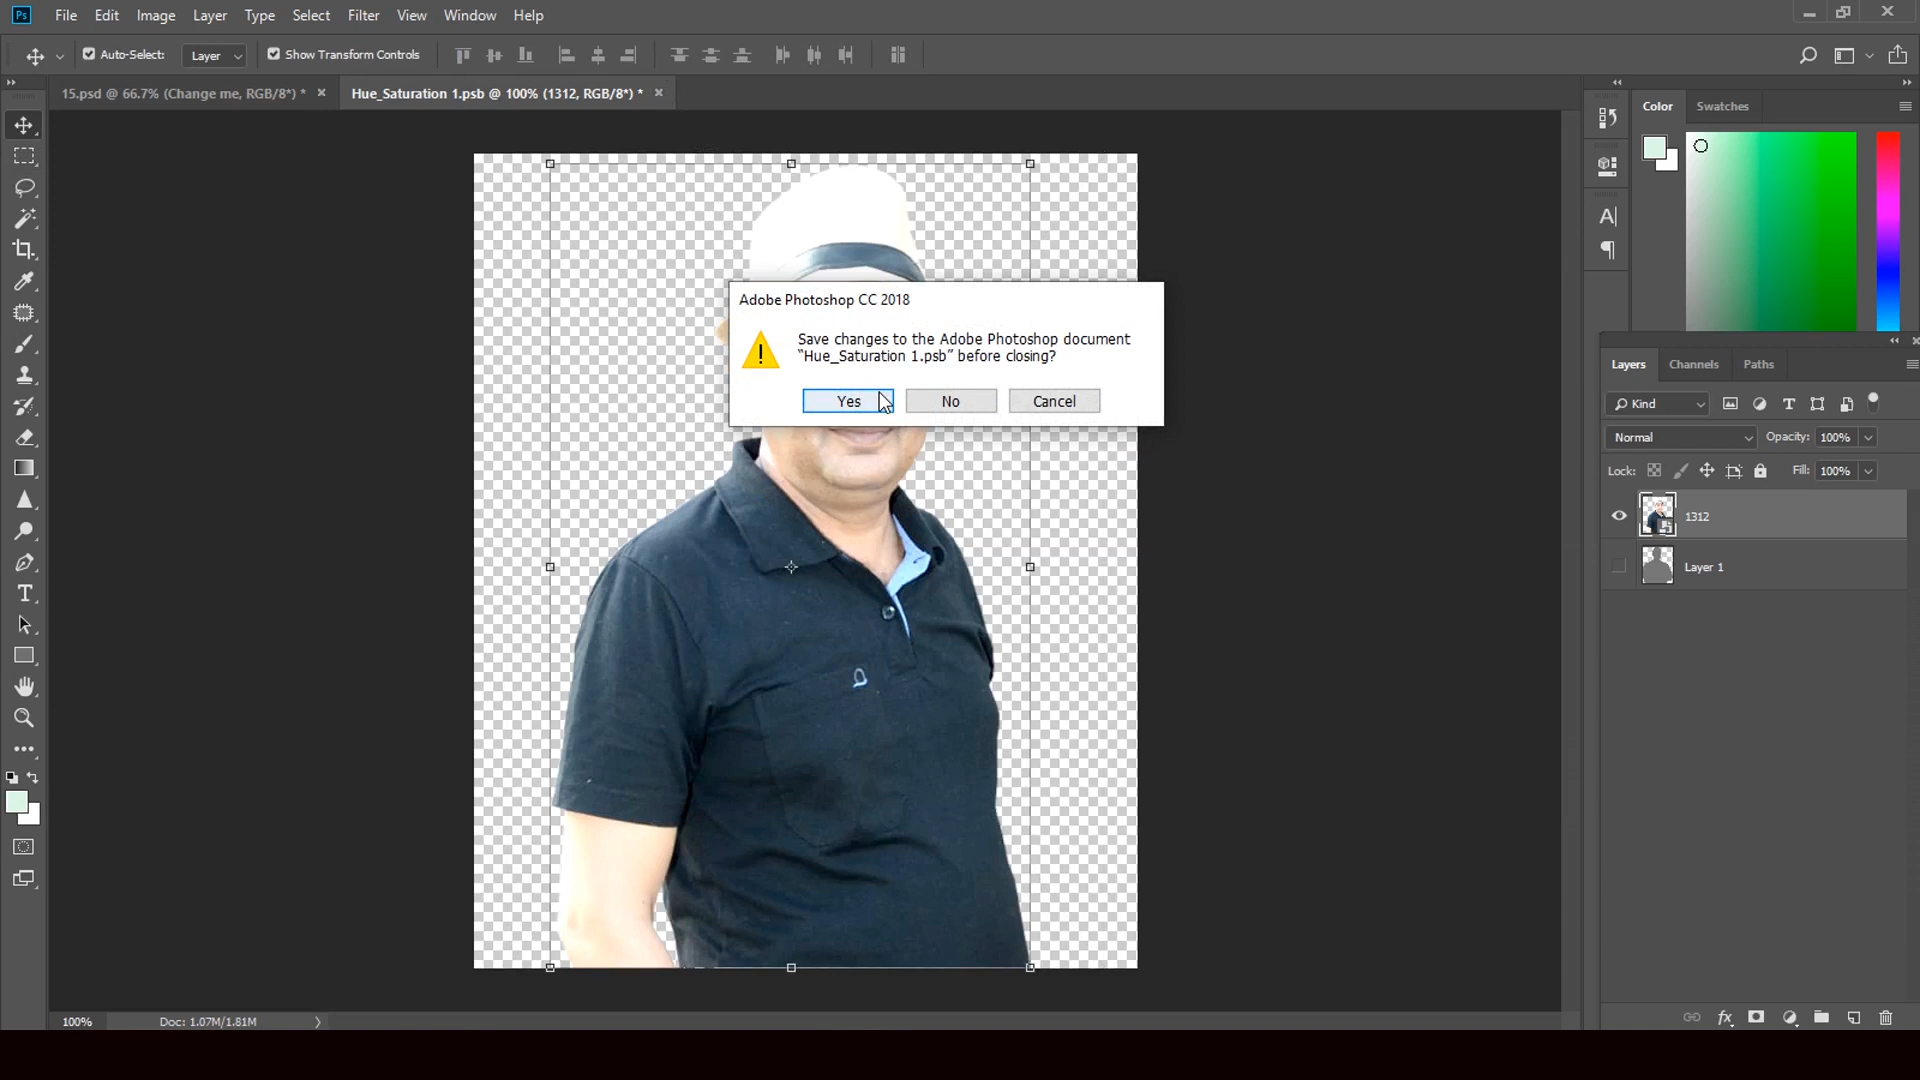 Ps File Edit Image Layer Type Select Filter View Window Help
Auto-Select: Layer Show Transform Controls
15.psd @ 66.7% (Change me, RGB/8*) * × Hue_Saturation 1.psb @ 100% (1312, RGB/8*) * ×
Color Swatches
Adobe Photoshop CC 2018
Save changes to the Adobe Photoshop document
“Hue_Saturation 1.psb” before closing?
Yes No Cancel
Layers Channels Paths
Kind
Normal Opacity: 100%
Lock: Fill: 100%
1312
Layer 1
100% Doc: 1.07M/1.81M